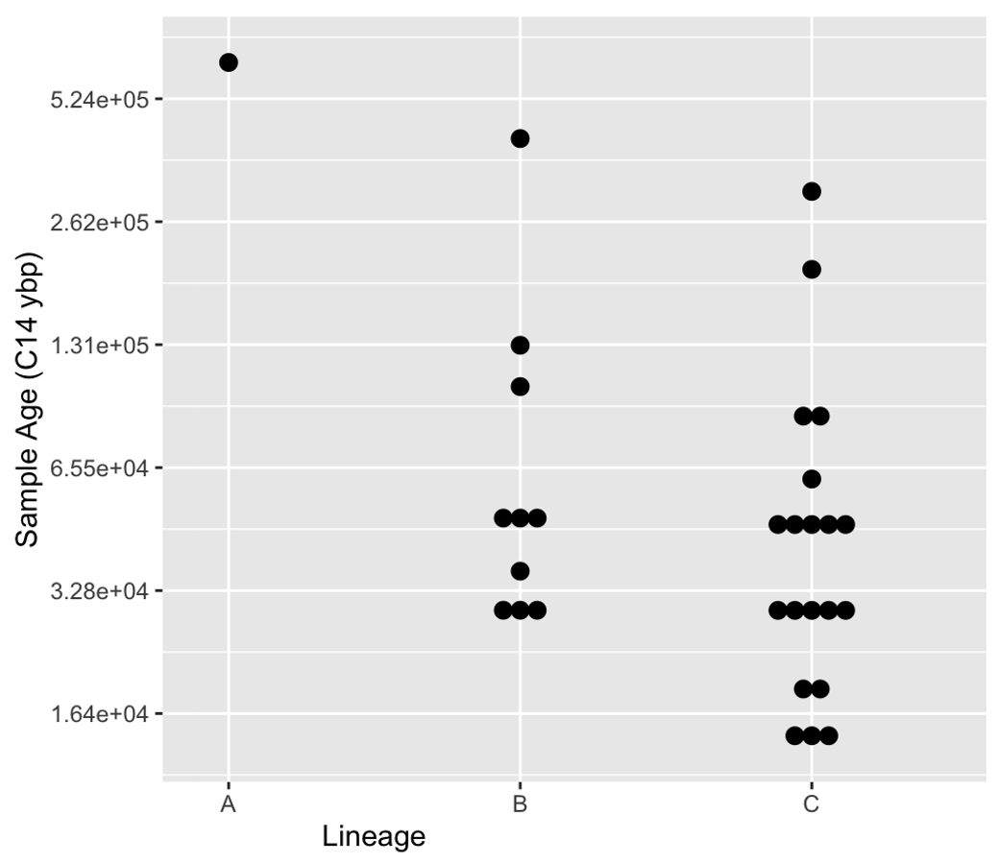 Sample Age (C14 ybp)
5.24e+05
2.62e+05
1.31e+05
6.55e+04
3.28e+04
1.64e+04
A B C
Lineage